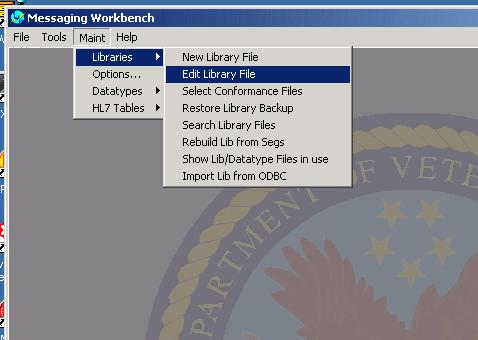 Messaging Workbench
File Tools Maint Help
Libraries
Options...
Datatypes
HL7 Tables
New Library File
Edit Library File
Select Conformance Files
Restore Library Backup
Search Library Files
Rebuild Lib from Segs
Show Lib/Datatype Files in use
Import Lib from ODBC
PARTMENT OF VETE